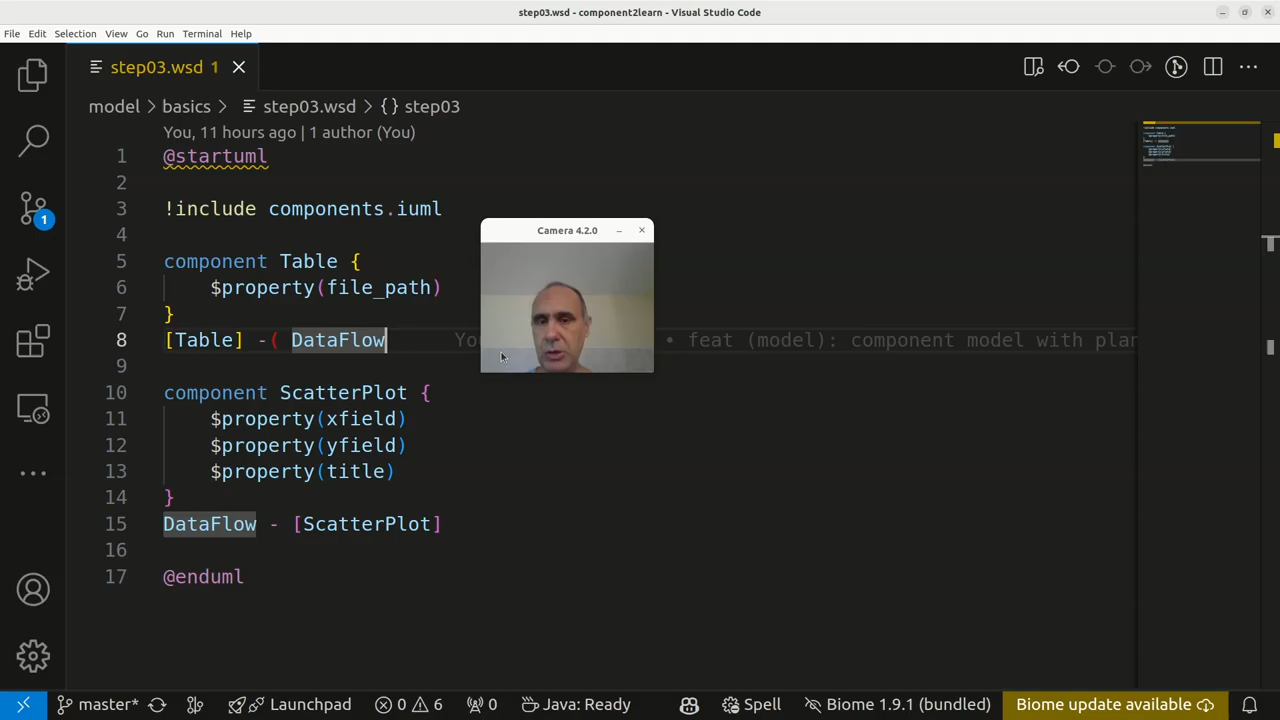 step03.wsd - component2learn - Visual Studio Code
File Edit Selection View Go Run Terminal Help
step03.wsd 1
model > basics > step03.wsd > {} step03
You, 11 hours ago | 1 author (You)
1 @startuml
2
3 !include components.iuml
4
5 component Table {
6 $property(file_path)
7 }
8 [Table] -( DataFlow Yo • feat (model): component model with plan
9
10 component ScatterPlot {
11 $property(xfield)
12 $property(yfield)
13 $property(title)
14 }
15 DataFlow - [ScatterPlot]
16
17 @enduml
Camera 4.2.0
1
master* Launchpad 0 6 0 Java: Ready Spell Biome 1.9.1 (bundled) Biome update available